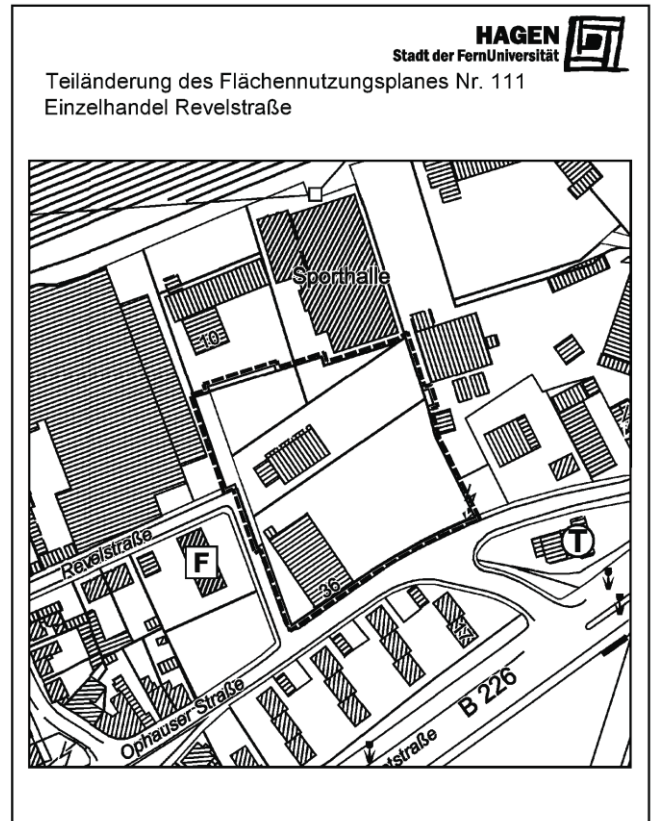 HAGEN
Stadt der FernUniversität
Teiländerung des Flächennutzungsplanes Nr. 111
Einzelhandel Revelstraße
Sporthalle
10
Revelstraße
F
T
36
Ophauser Straße
B 226